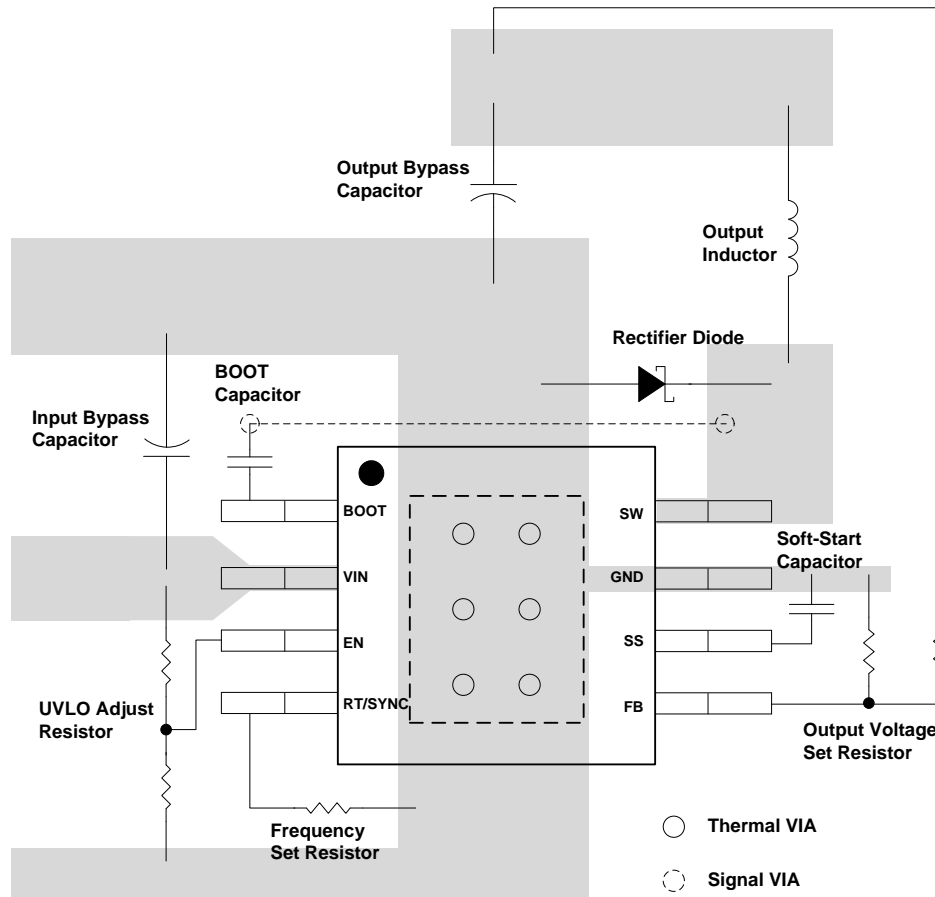 Output Bypass
Capacitor
Output
Inductor
Rectifier Diode
BOOT
Capacitor
Input Bypass
Capacitor
BOOT
SW
Soft-Start
Capacitor
VIN
GND
EN
SS
RT/SYNC
FB
UVLO Adjust
Resistor
Output Voltage
Set Resistor
Frequency
Set Resistor
Thermal VIA
Signal VIA